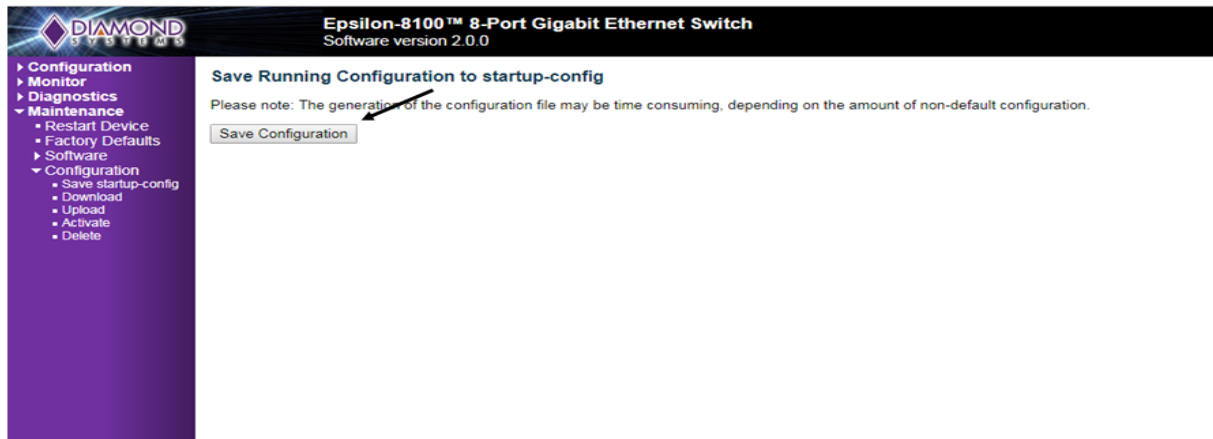 DIAMOND
SYSTEMS
Epsilon-8100™ 8-Port Gigabit Ethernet Switch
Software version 2.0.0
Configuration
Monitor
Diagnostics
Maintenance
Restart Device
Factory Defaults
Software
Configuration
Save startup-config
Download
Upload
Activate
Delete
Save Running Configuration to startup-config
Please note: The generation of the configuration file may be time consuming, depending on the amount of non-default configuration.
Save Configuration